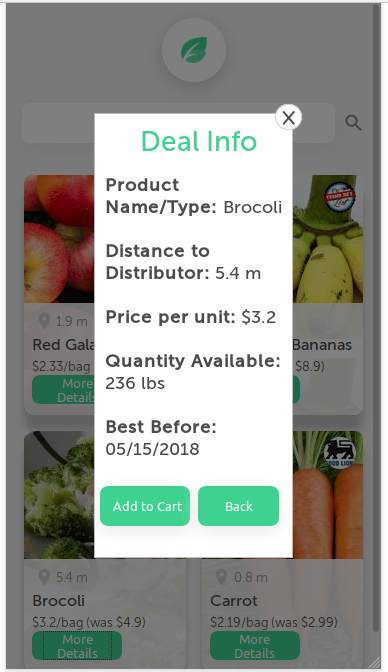 Deal Info
Product
Name/Type: Brocoli
Distance to
Distributor: 5.4 m
Price per unit: $3.2
Quantity Available:
236 lbs
Best Before:
05/15/2018
Add to Cart
Back
1.9 m
Red Gala
Bananas
$2.33/bag
$8.9)
More
Details
FOOD LION
5.4 m
0.8 m
Brocoli
Carrot
$3.2/bag (was $4.9)
$2.19/bag (was $2.99)
More
Details
More
Details